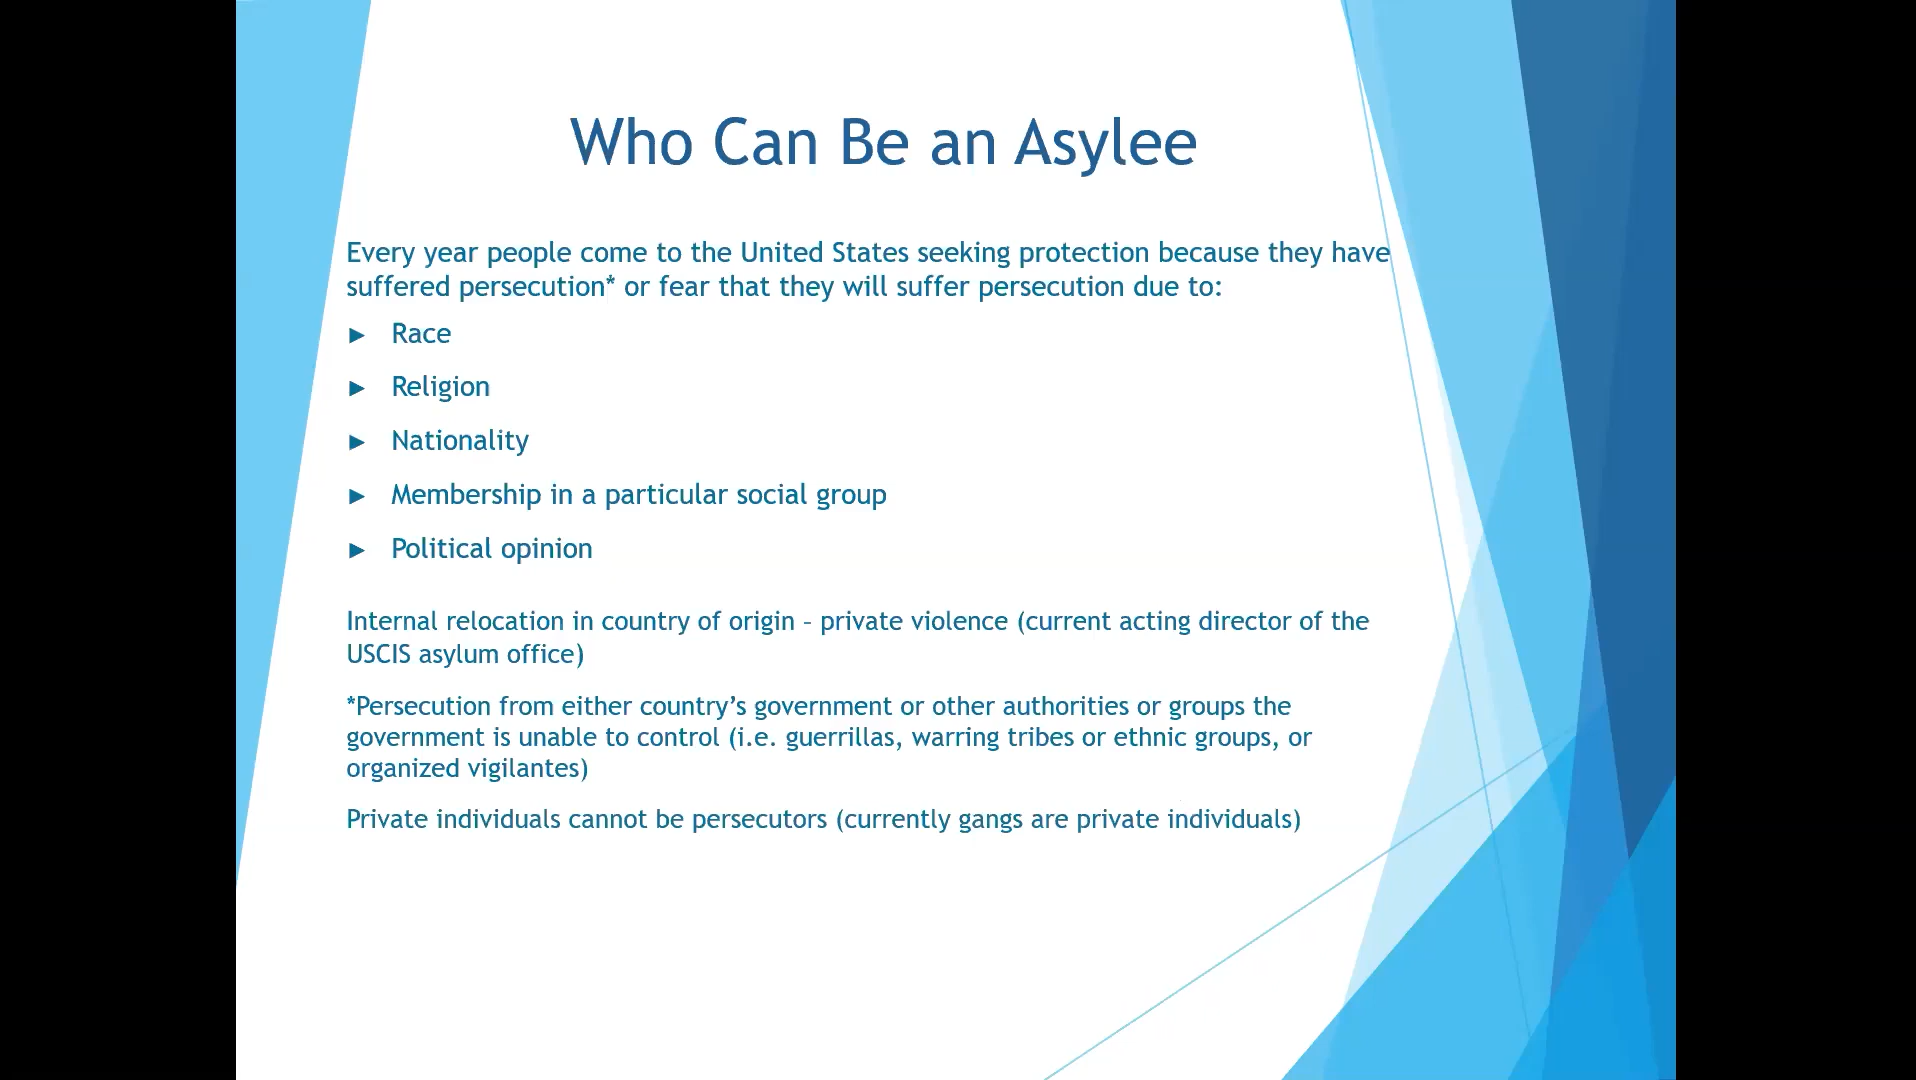 Who Can Be an Asylee
Every year people come to the United States seeking protection because they have
suffered persecution* or fear that they will suffer persecution due to:
► Race
► Religion
► Nationality
► Membership in a particular social group
► Political opinion
Internal relocation in country of origin – private violence (current acting director of the
USCIS asylum office)
*Persecution from either country’s government or other authorities or groups the
government is unable to control (i.e. guerrillas, warring tribes or ethnic groups, or
organized vigilantes)
Private individuals cannot be persecutors (currently gangs are private individuals)